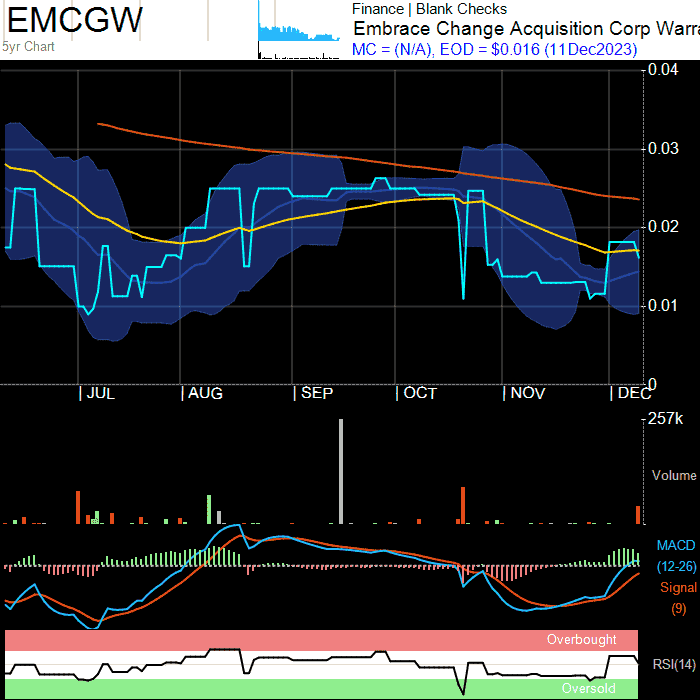 EMCGW
5yr Chart
Finance | Blank Checks
Embrace Change Acquisition Corp Warra
MC = (N/A), EOD = $0.016 (11Dec2023)
0.04
0.03
0.02
0.01
0
| JUL | AUG | SEP | OCT | NOV | DEC
257k
Volume
MACD
(12-26)
Signal
(9)
Overbought
RSI(14)
Oversold